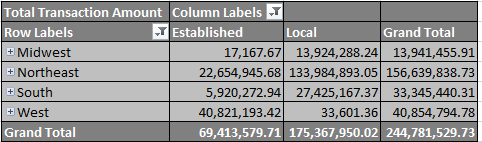 Total Transaction Amount Column Labels
Row Labels Established Local Grand Total
Midwest 17,167.67 13,924,288.24 13,941,455.91
Northeast 22,654,945.68 133,984,893.05 156,639,838.73
South 5,920,272.94 27,425,167.37 33,345,440.31
West 40,821,193.42 33,601.36 40,854,794.78
Grand Total 69,413,579.71 175,367,950.02 244,781,529.73